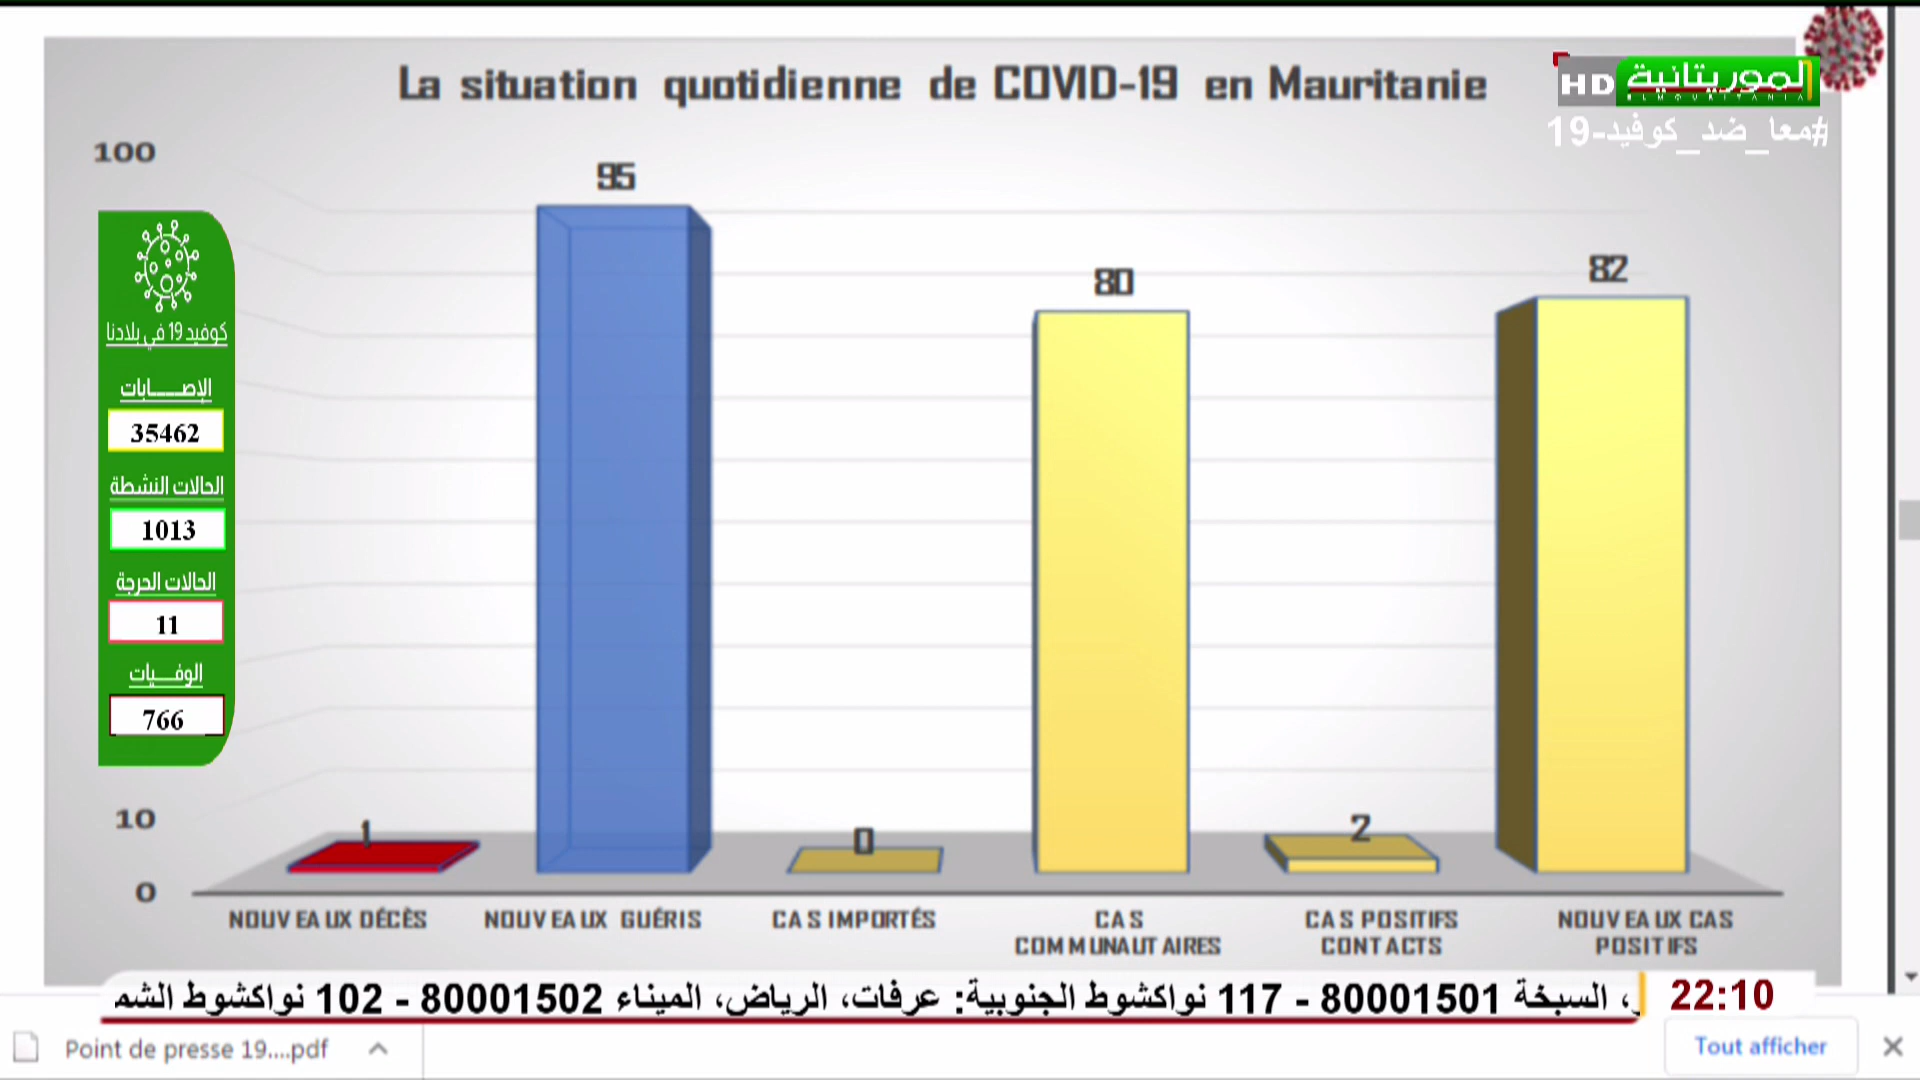 La situation quotidienne de COVID-19 en Mauritanie
HD الموريتانية
ELMOURITANIA
#معا_ضد_كوفيد-19
100
10
0
95
80
82
1
0
2
كوفيد 19 في بلادنا
الإصـــابات
35462
الحالات النشطة
1013
الحالات الحرجة
11
الوفـــيات
766
NOUVEAUX DÉCÈS
NOUVEAUX GUÉRIS
CAS IMPORTÉS
CAS COMMUNAUTAIRES
CAS POSITIFS CONTACTS
NOUVEAUX CAS POSITIFS
، السبخة 80001501 - 117 نواكشوط الجنوبية: عرفات، الرياض، الميناء 80001502 - 102 نواكشوط الشم
22:10
Point de presse 19....pdf
Tout afficher